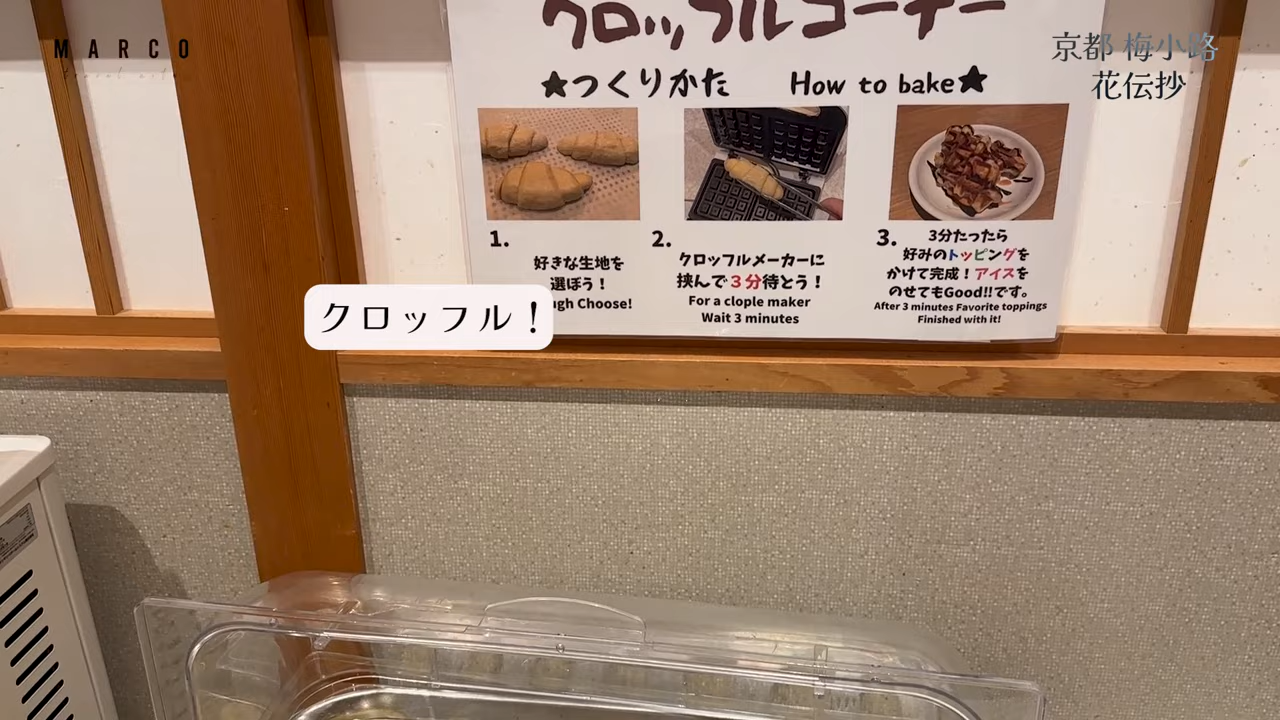 MARCO
京都 梅小路
花伝抄
クロッフルコーナー
★つくりかた How to bake★
1.
好きな生地を
選ぼう!
Choose!
2.
クロッフルメーカーに
挟んで3分待とう!
For a clople maker
Wait 3 minutes
3.
3分たったら
好みのトッピングを
かけて完成!アイスを
のせてもGood!!です。
After 3 minutes Favorite toppings
Finished with it!
クロッフル!